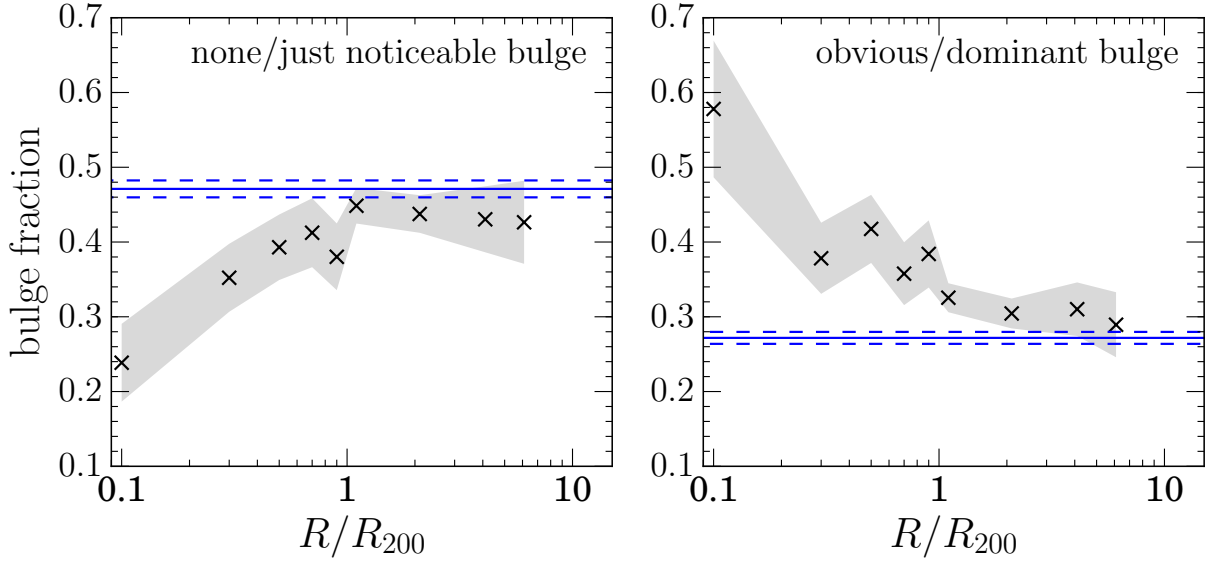 bulge fraction
0.7
0.6
0.5
0.4
0.3
0.2
0.1
none/just noticeable bulge
0.1 1 10
R/R200
0.7
0.6
0.5
0.4
0.3
0.2
0.1
obvious/dominant bulge
0.1 1 10
R/R200